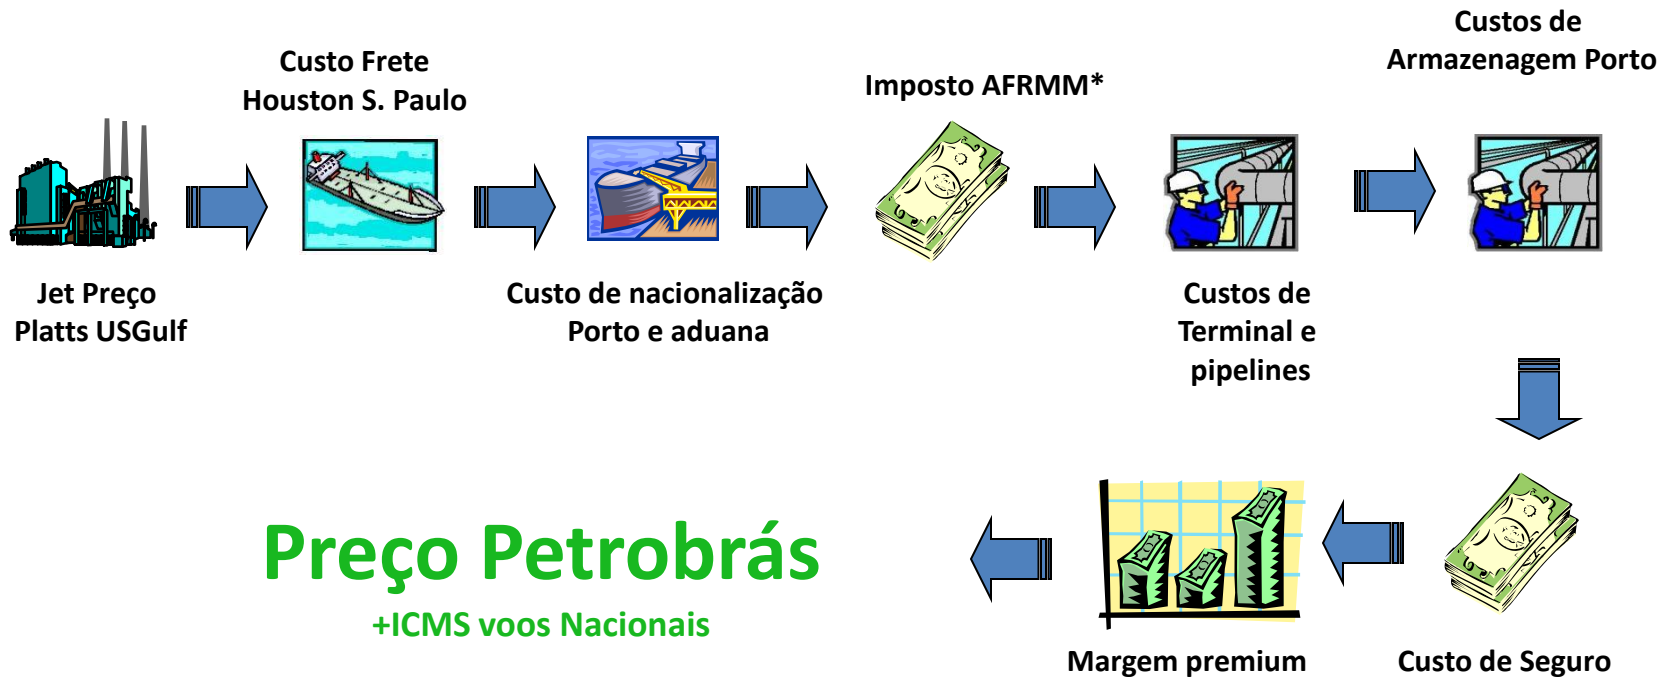 Jet Preço
Platts USGulf
Custo Frete
Houston S. Paulo
Custo de nacionalização
Porto e aduana
Imposto AFRMM*
Custos de
Terminal e
pipelines
Custos de
Armazenagem Porto
Custo de Seguro
Margem premium
Preço Petrobrás
+ICMS voos Nacionais